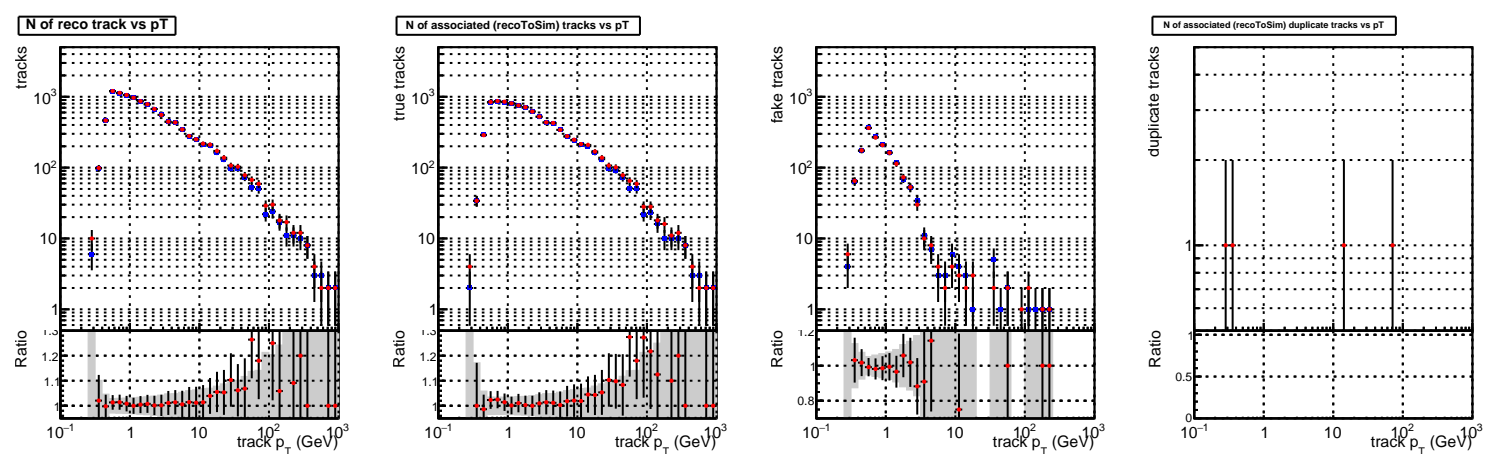 N of reco track vs pT
tracks
10³
10²
10
1
Ratio
1.3
1.2
1.1
1
10⁻¹ 1 10 10² 10³
track p_T (GeV)
N of associated (recoToSim) tracks vs pT
true tracks
10³
10²
10
1
Ratio
1.3
1.2
1.1
1
10⁻¹ 1 10 10² 10³
track p_T (GeV)
fake tracks
10³
10²
10
1
Ratio
1.2
1
0.8
10⁻¹ 1 10 10² 10³
track p_T (GeV)
N of associated (recoToSim) duplicate tracks vs pT
duplicate tracks
1
Ratio
1
0.5
0
10⁻¹ 1 10 10² 10³
track p_T (GeV)